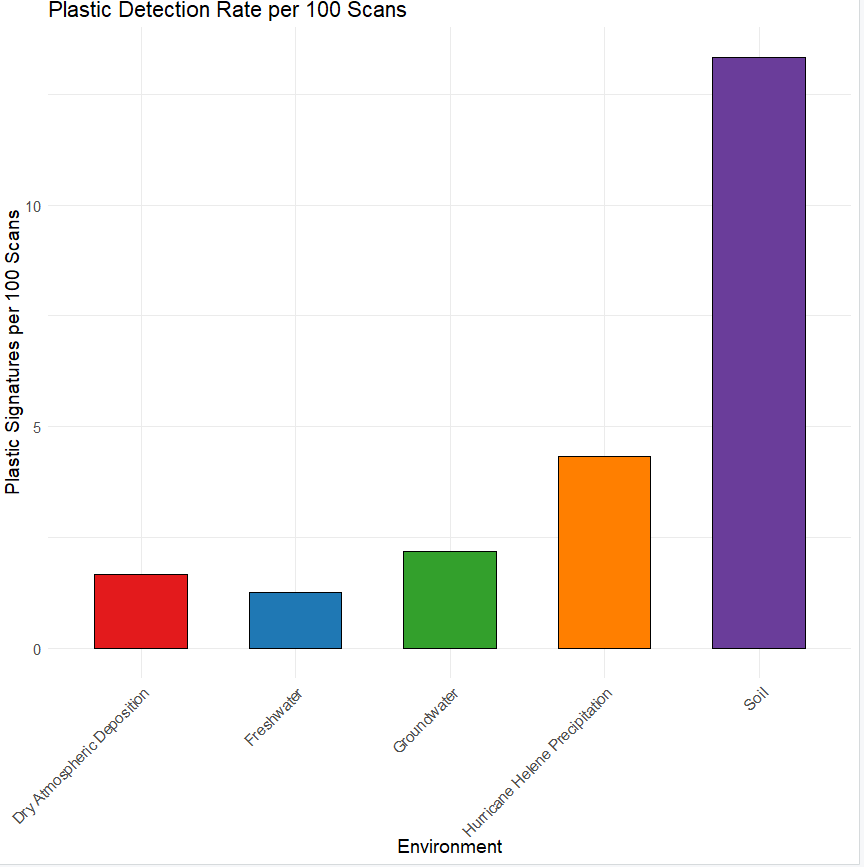 Plastic Detection Rate per 100 Scans
Plastic Signatures per 100 Scans
10
5
0
Dry Atmospheric Deposition
Freshwater
Groundwater
Hurricane Helene Precipitation
Soil
Environment